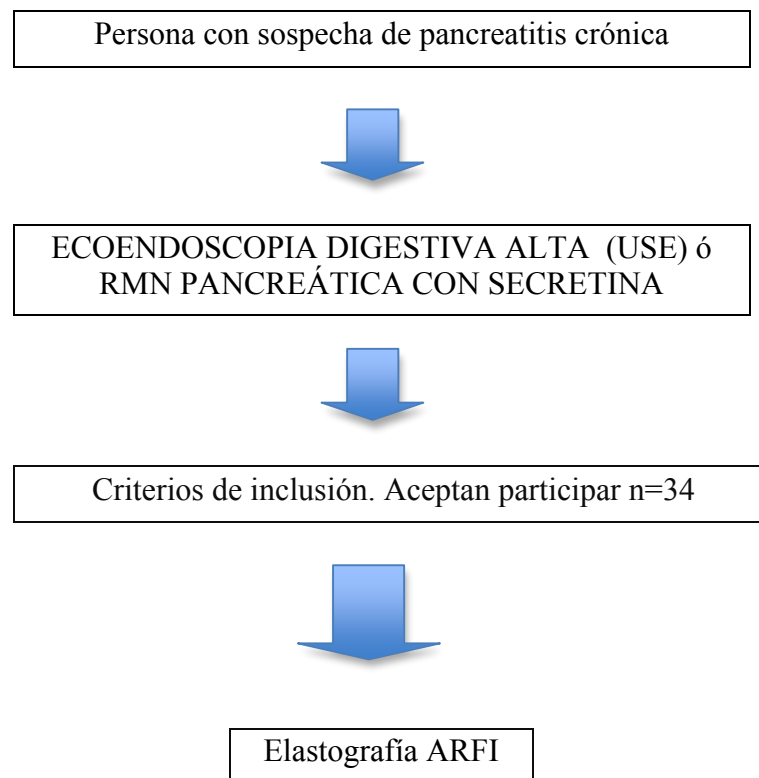 Persona con sospecha de pancreatitis crónica
ECOENDOSCOPIA DIGESTIVA ALTA (USE) ó
RMN PANCREÁTICA CON SECRETINA
Criterios de inclusión. Aceptan participar n=34
Elastografía ARFI